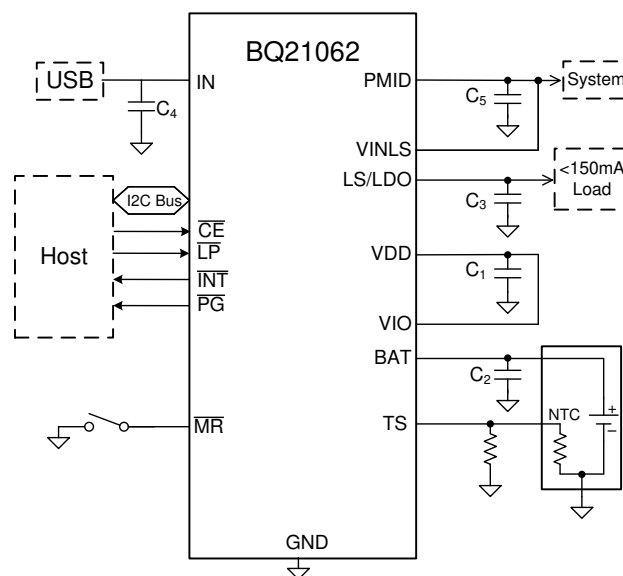 BQ21062
USB
IN
C4
PMID
System
C5
VINLS
LS/LDO
<150mA
Load
C3
I2C Bus
Host
CE
LP
INT
PG
VDD
C1
VIO
BAT
C2
MR
TS
NTC
+
−
GND